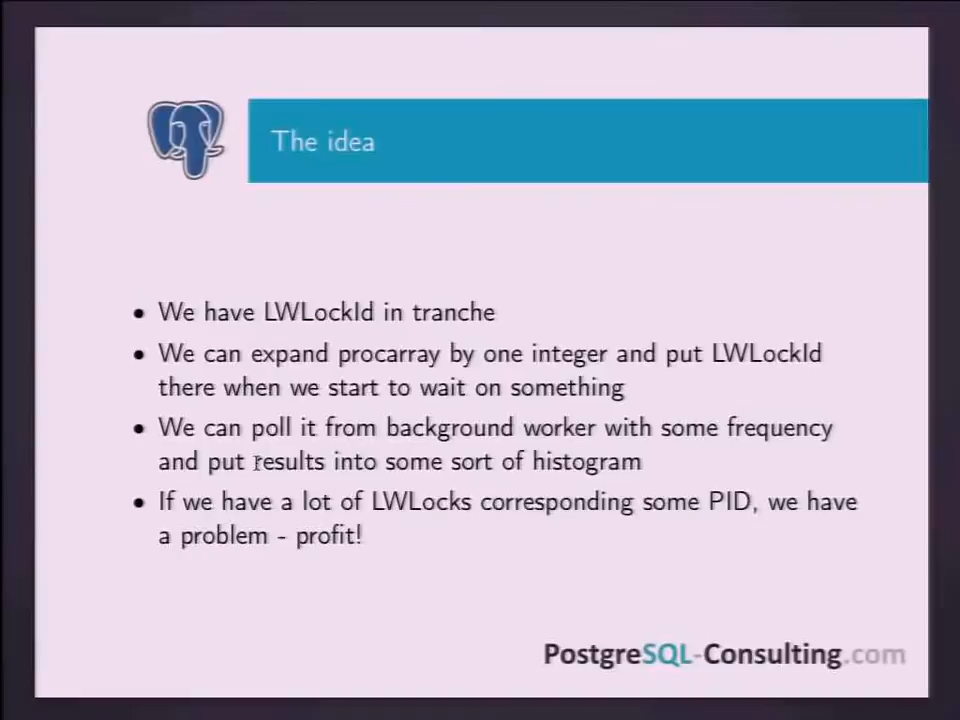 The idea
• We have LWLockId in tranche
• We can expand procarray by one integer and put LWLockId
there when we start to wait on something
• We can poll it from background worker with some frequency
and put results into some sort of histogram
• If we have a lot of LWLocks corresponding some PID, we have
a problem - profit!
PostgreSQL-Consulting.com